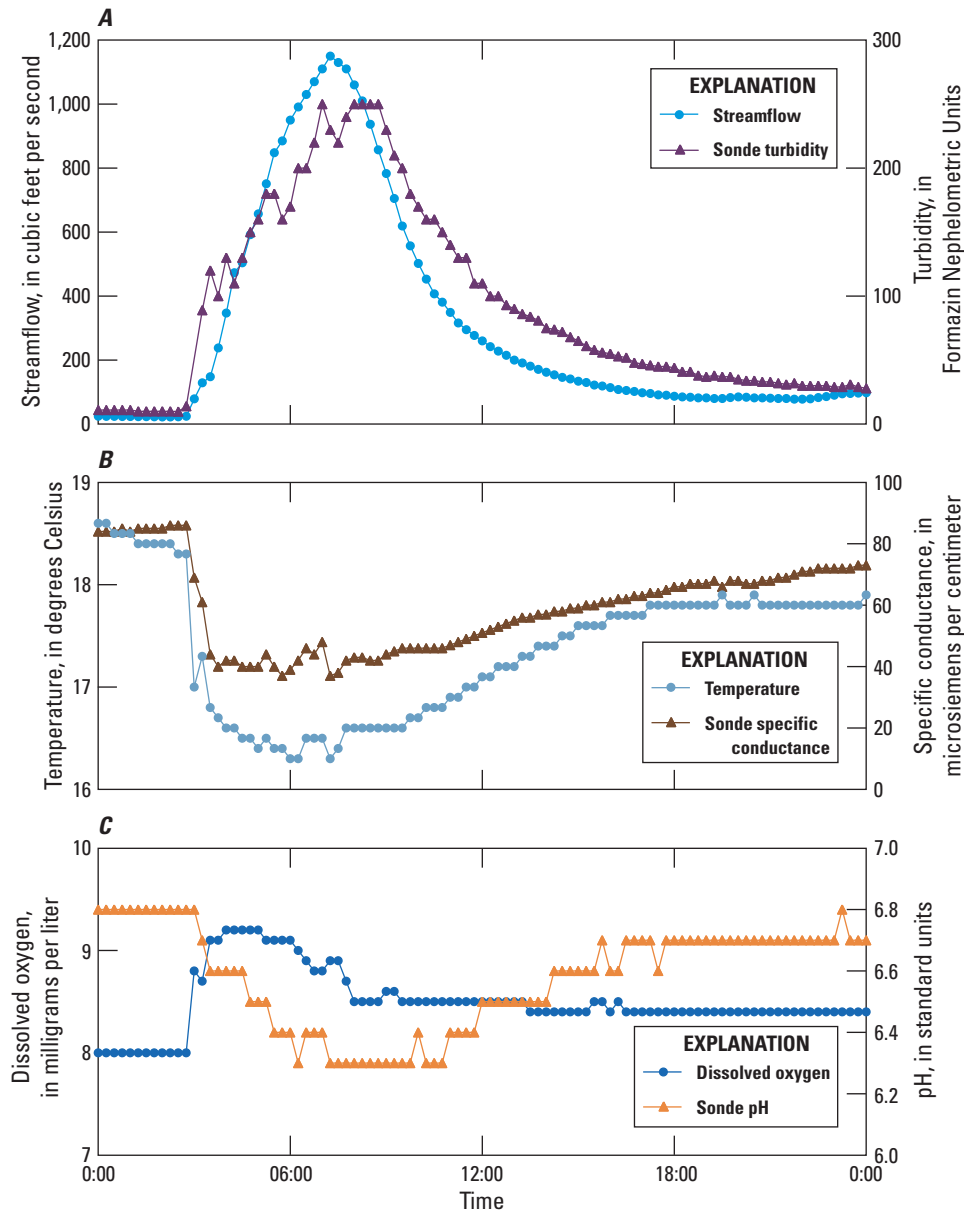 A
1,200
1,000
800
600
400
200
0
Streamflow, in cubic feet per second
300
200
100
0
Turbidity, in
Formazin Nephelometric Units
EXPLANATION
Streamflow
Sonde turbidity
B
19
18
17
16
Temperature, in degrees Celsius
100
80
60
40
20
0
Specific conductance, in
microsiemens per centimeter
EXPLANATION
Temperature
Sonde specific
conductance
C
10
9
8
7
Dissolved oxygen,
in milligrams per liter
7.0
6.8
6.6
6.4
6.2
6.0
pH, in standard units
EXPLANATION
Dissolved oxygen
Sonde pH
0:00 06:00 12:00 18:00 0:00
Time